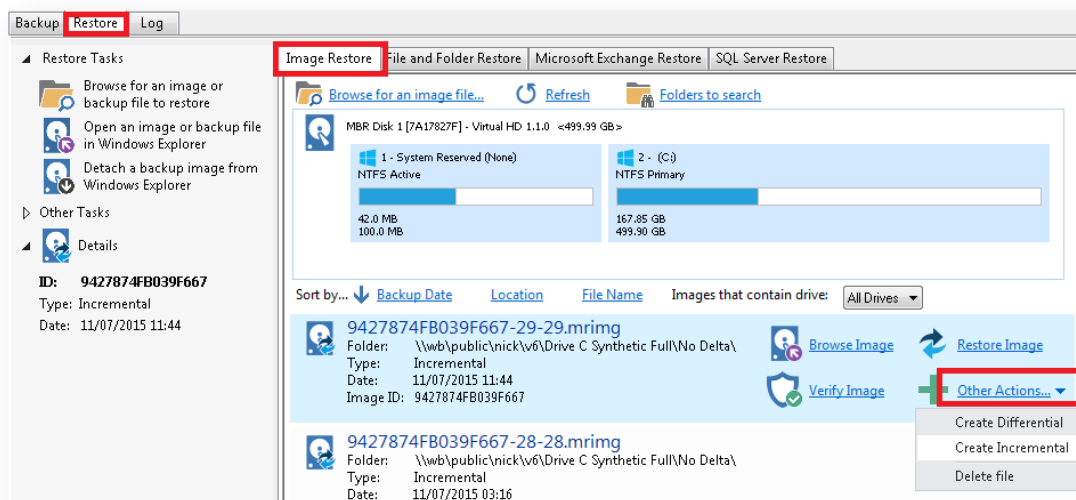 Backup Restore Log
Restore Tasks
Browse for an image or
backup file to restore
Open an image or backup file
in Windows Explorer
Detach a backup image from
Windows Explorer
Other Tasks
Details
ID: 9427874FB039F667
Type: Incremental
Date: 11/07/2015 11:44
Image Restore File and Folder Restore Microsoft Exchange Restore SQL Server Restore
Browse for an image file... Refresh Folders to search
MBR Disk 1 [7A17827F] - Virtual HD 1.1.0 <499.99 GB>
1 - System Reserved (None)
NTFS Active
42.0 MB
100.0 MB
2 - (C:)
NTFS Primary
167.85 GB
499.90 GB
Sort by... Backup Date Location File Name Images that contain drive: All Drives
9427874FB039F667-29-29.mrimg
Folder: \\wb\public\nick\v6\Drive C Synthetic Full\No Delta\
Type: Incremental
Date: 11/07/2015 11:44
Image ID: 9427874FB039F667
Browse Image Restore Image
Verify Image Other Actions...
Create Differential
Create Incremental
Delete file
9427874FB039F667-28-28.mrimg
Folder: \\wb\public\nick\v6\Drive C Synthetic Full\No Delta\
Type: Incremental
Date: 11/07/2015 03:16